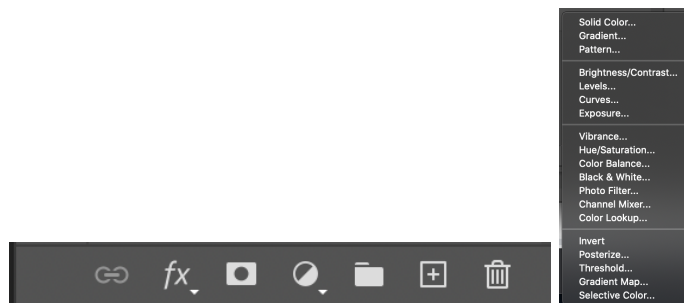 fx
Solid Color...
Gradient...
Pattern...
Brightness/Contrast...
Levels...
Curves...
Exposure...
Vibrance...
Hue/Saturation...
Color Balance...
Black & White...
Photo Filter...
Channel Mixer...
Color Lookup...
Invert
Posterize...
Threshold...
Gradient Map...
Selective Color...